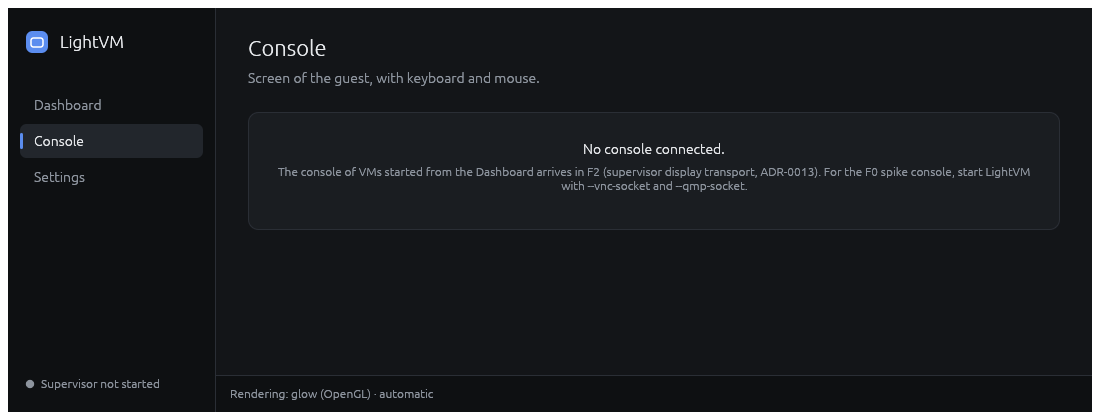 LightVM
Dashboard
Console
Settings
Supervisor not started
Console
Screen of the guest, with keyboard and mouse.
No console connected.
The console of VMs started from the Dashboard arrives in F2 (supervisor display transport, ADR-0013). For the F0 spike console, start LightVM
with --vnc-socket and --qmp-socket.
Rendering: glow (OpenGL) · automatic